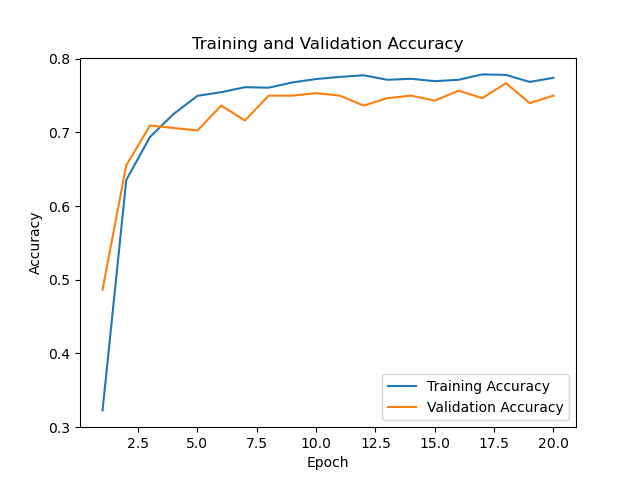 Training and Validation Accuracy
Accuracy
0.8
0.7
0.6
0.5
0.4
0.3
2.5 5.0 7.5 10.0 12.5 15.0 17.5 20.0
Epoch
Training Accuracy
Validation Accuracy